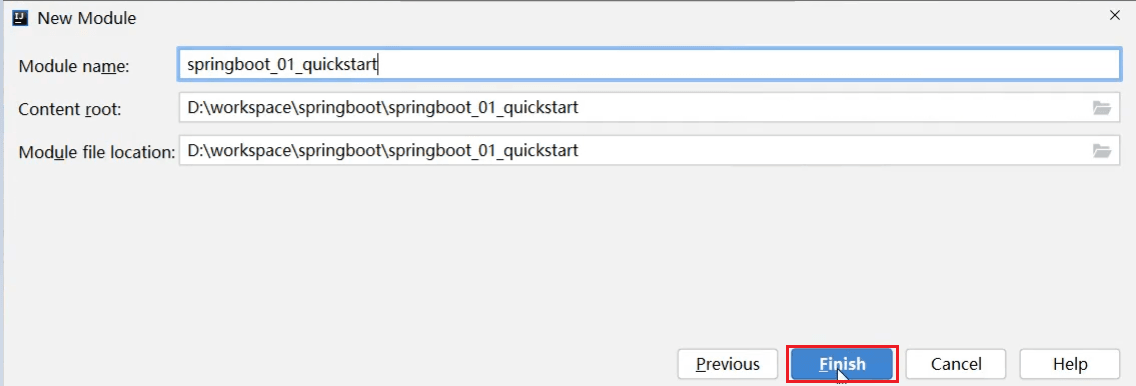 New Module
Module name: springboot_01_quickstart
Content root: D:\workspace\springboot\springboot_01_quickstart
Module file location: D:\workspace\springboot\springboot_01_quickstart
Previous Finish Cancel Help